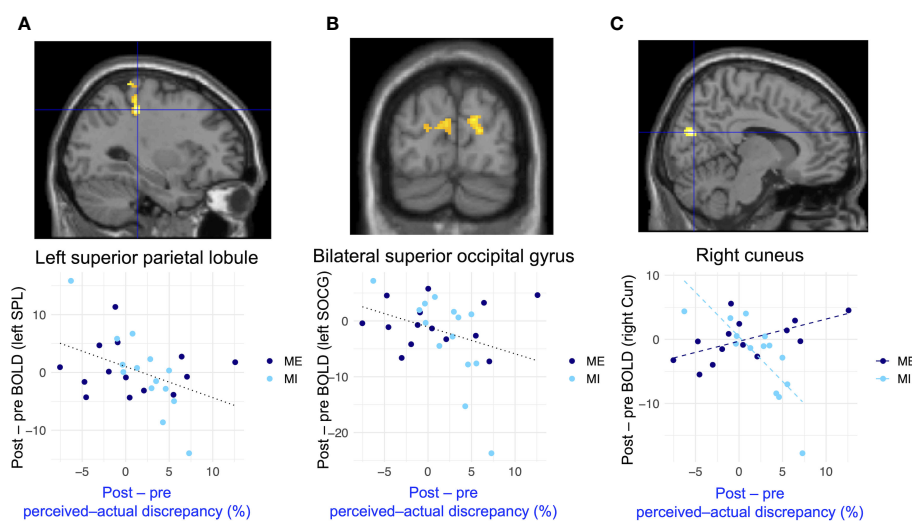 A
B
C
Left superior parietal lobule
Bilateral superior occipital gyrus
Right cuneus
Post – pre BOLD (left SPL)
10
0
−10
−5
0
5
10
Post – pre
perceived–actual discrepancy (%)
ME
MI
Post – pre BOLD (left SOCG)
0
−10
−20
−5
0
5
10
Post – pre
perceived–actual discrepancy (%)
ME
MI
Post – pre BOLD (right Cun)
10
0
−10
−5
0
5
10
Post – pre
perceived–actual discrepancy (%)
ME
MI